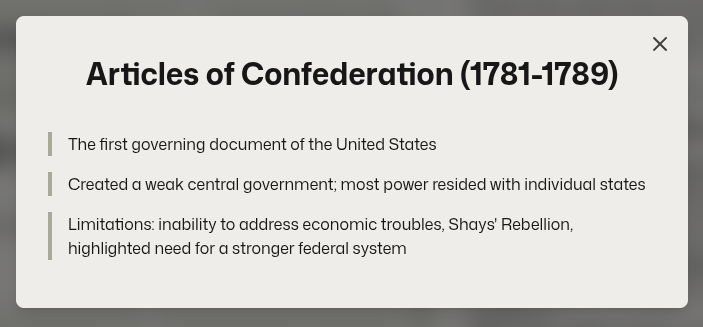 Articles of Confederation (1781-1789)
The first governing document of the United States
Created a weak central government; most power resided with individual states
Limitations: inability to address economic troubles, Shays' Rebellion,
highlighted need for a stronger federal system